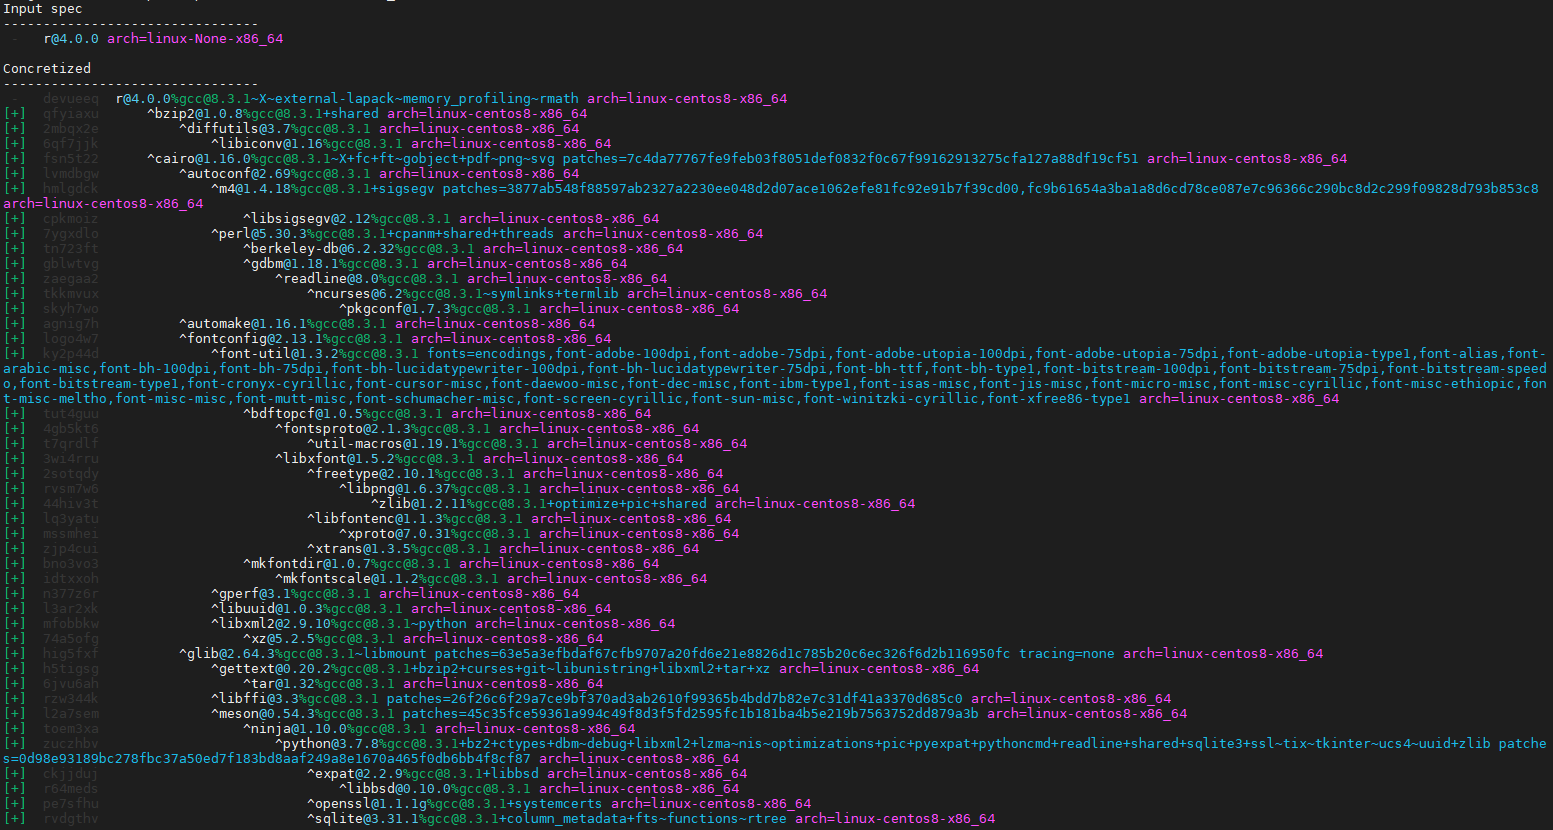 Input spec
--------------------------------
 -   r@4.0.0 arch=linux-None-x86_64
Concretized
--------------------------------
 -   devueeq  r@4.0.0%gcc@8.3.1~X~external-lapack~memory_profiling~rmath arch=linux-centos8-x86_64
[+]  qfyiaxu      ^bzip2@1.0.8%gcc@8.3.1+shared arch=linux-centos8-x86_64
[+]  2mbqx2e          ^diffutils@3.7%gcc@8.3.1 arch=linux-centos8-x86_64
[+]  6qf7jjk              ^libiconv@1.16%gcc@8.3.1 arch=linux-centos8-x86_64
[+]  fsn5t22      ^cairo@1.16.0%gcc@8.3.1~X+fc+ft~gobject+pdf~png~svg patches=7c4da77767fe9feb03f8051def0832f0c67f99162913275cfa127a88df19cf51 arch=linux-centos8-x86_64
[+]  lvmdbgw          ^autoconf@2.69%gcc@8.3.1 arch=linux-centos8-x86_64
[+]  hmlgdck              ^m4@1.4.18%gcc@8.3.1+sigsegv patches=3877ab548f88597ab2327a2230ee048d2d07ace1062efe81fc92e91b7f39cd00,fc9b61654a3ba1a8d6cd78ce087e7c96366c290bc8d2c299f09828d793b853c8
arch=linux-centos8-x86_64
[+]  cpkmoiz                  ^libsigsegv@2.12%gcc@8.3.1 arch=linux-centos8-x86_64
[+]  7ygxdlo              ^perl@5.30.3%gcc@8.3.1+cpanm+shared+threads arch=linux-centos8-x86_64
[+]  tn723ft                  ^berkeley-db@6.2.32%gcc@8.3.1 arch=linux-centos8-x86_64
[+]  gblwtvg                  ^gdbm@1.18.1%gcc@8.3.1 arch=linux-centos8-x86_64
[+]  zaegaa2                      ^readline@8.0%gcc@8.3.1 arch=linux-centos8-x86_64
[+]  tkkmvux                          ^ncurses@6.2%gcc@8.3.1~symlinks+termlib arch=linux-centos8-x86_64
[+]  skyh7wo                              ^pkgconf@1.7.3%gcc@8.3.1 arch=linux-centos8-x86_64
[+]  agnig7h          ^automake@1.16.1%gcc@8.3.1 arch=linux-centos8-x86_64
[+]  logo4w7          ^fontconfig@2.13.1%gcc@8.3.1 arch=linux-centos8-x86_64
[+]  ky2p44d              ^font-util@1.3.2%gcc@8.3.1 fonts=encodings,font-adobe-100dpi,font-adobe-75dpi,font-adobe-utopia-100dpi,font-adobe-utopia-75dpi,font-adobe-utopia-type1,font-alias,font-
arabic-misc,font-bh-100dpi,font-bh-75dpi,font-bh-lucidatypewriter-100dpi,font-bh-lucidatypewriter-75dpi,font-bh-ttf,font-bh-type1,font-bitstream-100dpi,font-bitstream-75dpi,font-bitstream-speed
o,font-bitstream-type1,font-cronyx-cyrillic,font-cursor-misc,font-daewoo-misc,font-dec-misc,font-ibm-type1,font-isas-misc,font-jis-misc,font-micro-misc,font-misc-cyrillic,font-misc-ethiopic,fon
t-misc-meltho,font-misc-misc,font-mutt-misc,font-schumacher-misc,font-screen-cyrillic,font-sun-misc,font-winitzki-cyrillic,font-xfree86-type1 arch=linux-centos8-x86_64
[+]  tut4guu                  ^bdftopcf@1.0.5%gcc@8.3.1 arch=linux-centos8-x86_64
[+]  4gb5kt6                      ^fontsproto@2.1.3%gcc@8.3.1 arch=linux-centos8-x86_64
[+]  t7qrdlf                          ^util-macros@1.19.1%gcc@8.3.1 arch=linux-centos8-x86_64
[+]  3wi4rru                      ^libxfont@1.5.2%gcc@8.3.1 arch=linux-centos8-x86_64
[+]  2sotqdy                          ^freetype@2.10.1%gcc@8.3.1 arch=linux-centos8-x86_64
[+]  rvsm7w6                              ^libpng@1.6.37%gcc@8.3.1 arch=linux-centos8-x86_64
[+]  44hiv3t                                  ^zlib@1.2.11%gcc@8.3.1+optimize+pic+shared arch=linux-centos8-x86_64
[+]  lq3yatu                          ^libfontenc@1.1.3%gcc@8.3.1 arch=linux-centos8-x86_64
[+]  mssmhei                              ^xproto@7.0.31%gcc@8.3.1 arch=linux-centos8-x86_64
[+]  zjp4cui                          ^xtrans@1.3.5%gcc@8.3.1 arch=linux-centos8-x86_64
[+]  bno3vo3                  ^mkfontdir@1.0.7%gcc@8.3.1 arch=linux-centos8-x86_64
[+]  idtxxoh                      ^mkfontscale@1.1.2%gcc@8.3.1 arch=linux-centos8-x86_64
[+]  n377z6r              ^gperf@3.1%gcc@8.3.1 arch=linux-centos8-x86_64
[+]  l3ar2xk              ^libuuid@1.0.3%gcc@8.3.1 arch=linux-centos8-x86_64
[+]  mfobbkw              ^libxml2@2.9.10%gcc@8.3.1~python arch=linux-centos8-x86_64
[+]  74a5ofg                  ^xz@5.2.5%gcc@8.3.1 arch=linux-centos8-x86_64
[+]  hig5fxf          ^glib@2.64.3%gcc@8.3.1~libmount patches=63e5a3efbdaf67cfb9707a20fd6e21e8826d1c785b20c6ec326f6d2b116950fc tracing=none arch=linux-centos8-x86_64
[+]  h5tiqsg              ^gettext@0.20.2%gcc@8.3.1+bzip2+curses+git~libunistring+libxml2+tar+xz arch=linux-centos8-x86_64
[+]  6jvu6ah                  ^tar@1.32%gcc@8.3.1 arch=linux-centos8-x86_64
[+]  rzw344k              ^libffi@3.3%gcc@8.3.1 patches=26f26c6f29a7ce9bf370ad3ab2610f99365b4bdd7b82e7c31df41a3370d685c0 arch=linux-centos8-x86_64
[+]  l2a7sem              ^meson@0.54.3%gcc@8.3.1 patches=45c35fce59361a994c49f8d3f5fd2595fc1b181ba4b5e219b7563752dd879a3b arch=linux-centos8-x86_64
[+]  toem3xa                  ^ninja@1.10.0%gcc@8.3.1 arch=linux-centos8-x86_64
[+]  zuczhbv                      ^python@3.7.8%gcc@8.3.1+bz2+ctypes+dbm~debug+libxml2+lzma~nis~optimizations+pic+pyexpat+pythoncmd+readline+shared+sqlite3+ssl~tix~tkinter~ucs4~uuid+zlib patche
s=0d98e93189bc278fbc37a50ed7f183bd8aaf249a8e1670a465f0db6bb4f8cf87 arch=linux-centos8-x86_64
[+]  ckjjduj                          ^expat@2.2.9%gcc@8.3.1+libbsd arch=linux-centos8-x86_64
[+]  r64meds                              ^libbsd@0.10.0%gcc@8.3.1 arch=linux-centos8-x86_64
[+]  pe7sfhu                          ^openssl@1.1.1g%gcc@8.3.1+systemcerts arch=linux-centos8-x86_64
[+]  rvdgthv                          ^sqlite@3.31.1%gcc@8.3.1+column_metadata+fts~functions~rtree arch=linux-centos8-x86_64